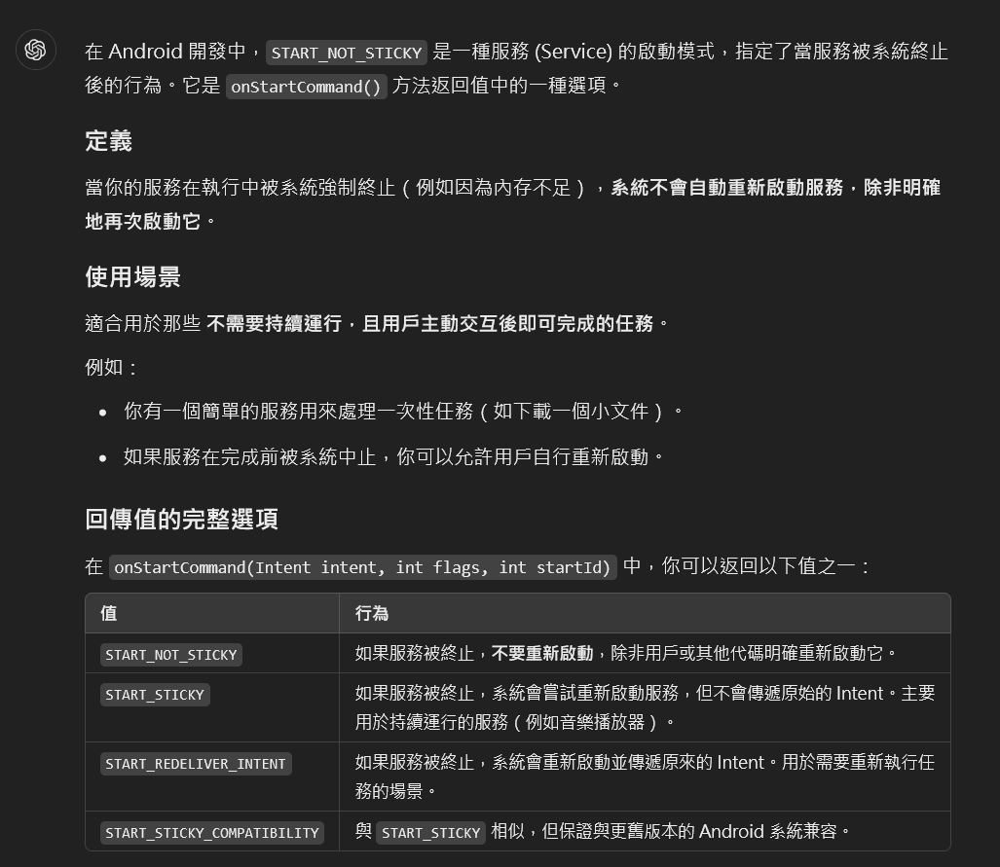 在 Android 開發中，START_NOT_STICKY 是一種服務 (Service) 的啟動模式，指定了當服務被系統終止
後的行為。它是 onStartCommand() 方法返回值中的一種選項。
定義
當你的服務在執行中被系統強制終止（例如因為內存不足），系統不會自動重新啟動服務，除非明確
地再次啟動它。
使用場景
適合用於那些 不需要持續運行，且用戶主動交互後即可完成的任務。
例如：
• 你有一個簡單的服務用來處理一次性任務（如下載一個小文件）。
• 如果服務在完成前被系統中止，你可以允許用戶自行重新啟動。
回傳值的完整選項
在 onStartCommand(Intent intent, int flags, int startId) 中，你可以返回以下值之一：
值 行為
START_NOT_STICKY 如果服務被終止，不要重新啟動，除非用戶或其他代碼明確重新啟動它。
START_STICKY 如果服務被終止，系統會嘗試重新啟動服務，但不會傳遞原始的 Intent。主要
用於持續運行的服務（例如音樂播放器）。
START_REDELIVER_INTENT 如果服務被終止，系統會重新啟動並傳遞原來的 Intent。用於需要重新執行任
務的場景。
START_STICKY_COMPATIBILITY 與 START_STICKY 相似，但保證與更舊版本的 Android 系統兼容。